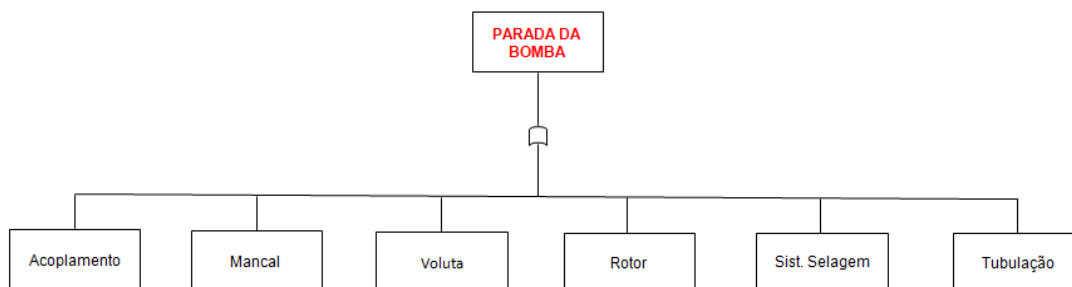 PARADA DA
BOMBA
Acoplamento
Mancal
Voluta
Rotor
Sist. Selagem
Tubulação